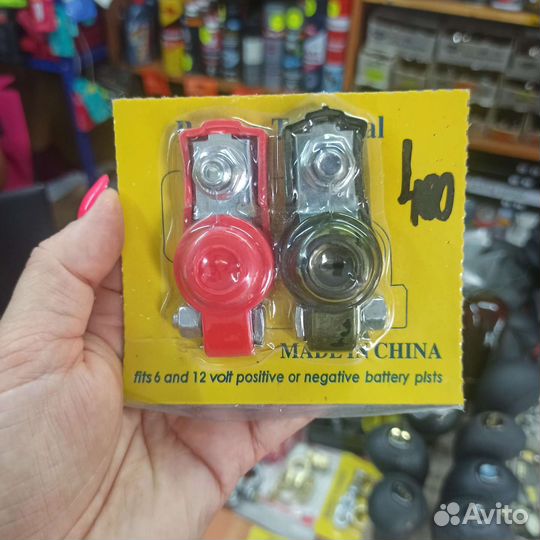 400
MADE IN CHINA
fits 6 and 12 volt positive or negative battery plsts
Avito